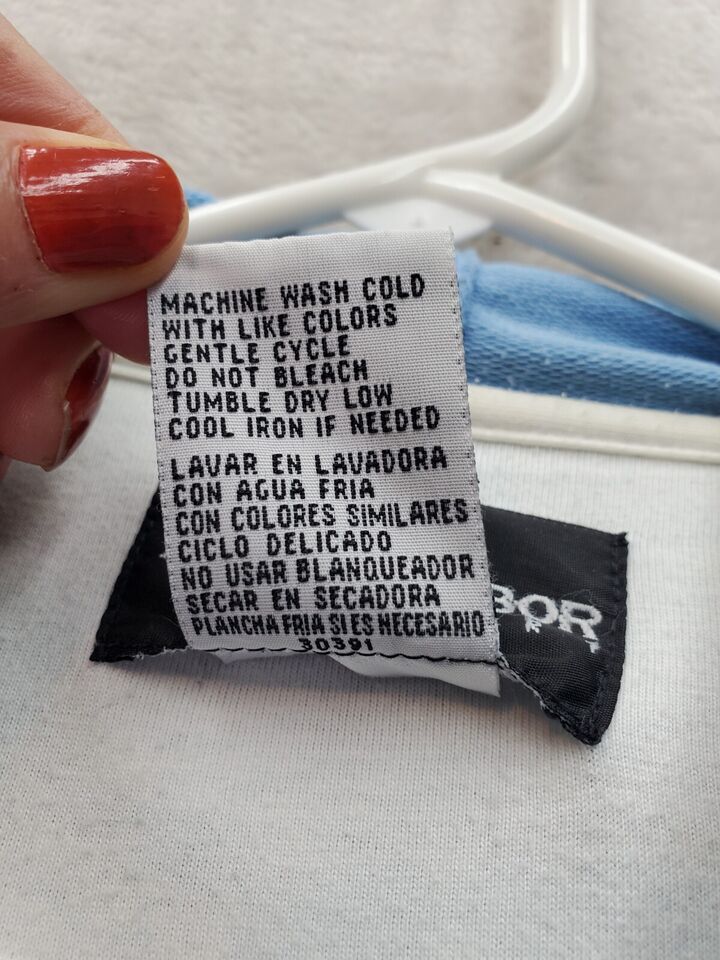 MACHINE WASH COLD
WITH LIKE COLORS
GENTLE CYCLE
DO NOT BLEACH
TUMBLE DRY LOW
COOL IRON IF NEEDED
LAVAR EN LAVADORA
CON AGUA FRIA
CON COLORES SIMILARES
CICLO DELICADO
NO USAR BLANQUEADOR
SECAR EN SECADORA
PLANCHA FRIA SI ES NECESARIO
30391